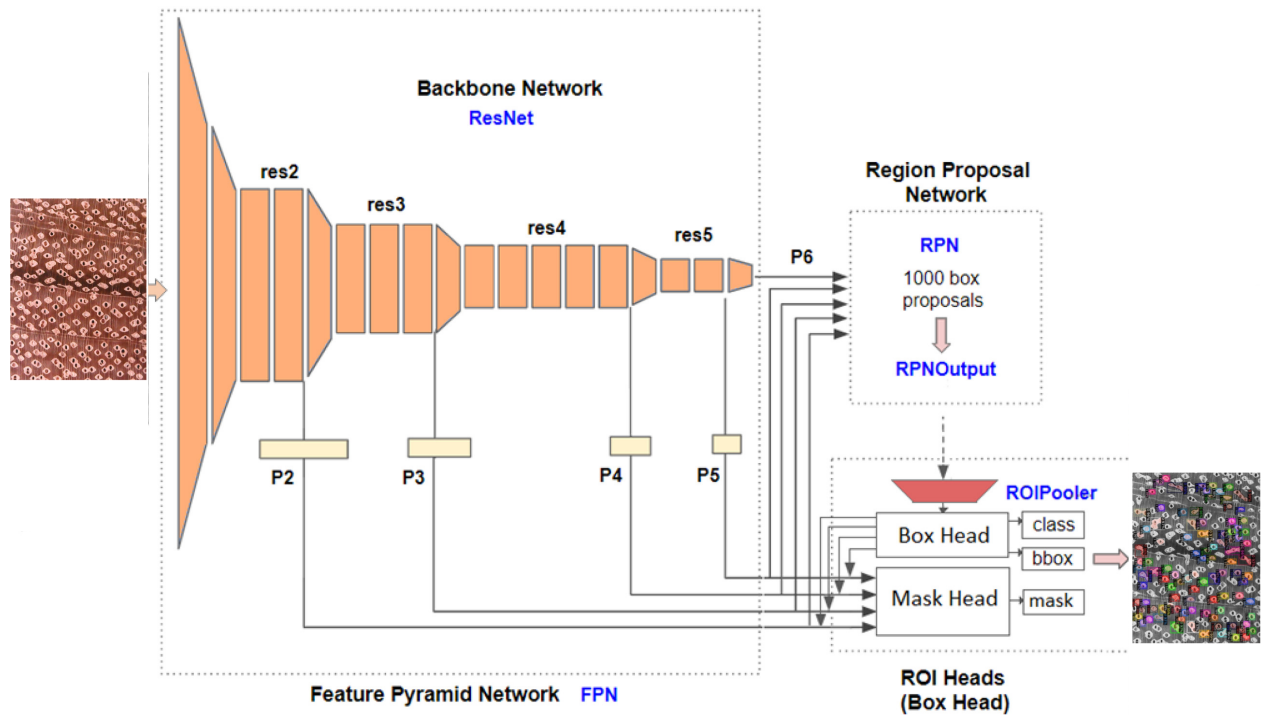 Backbone Network
ResNet
res2
res3
res4
res5
P6
Region Proposal
Network
RPN
1000 box
proposals
RPNOutput
P2
P3
P4
P5
ROIPooler
Box Head
class
bbox
Mask Head
mask
Feature Pyramid Network FPN
ROI Heads
(Box Head)